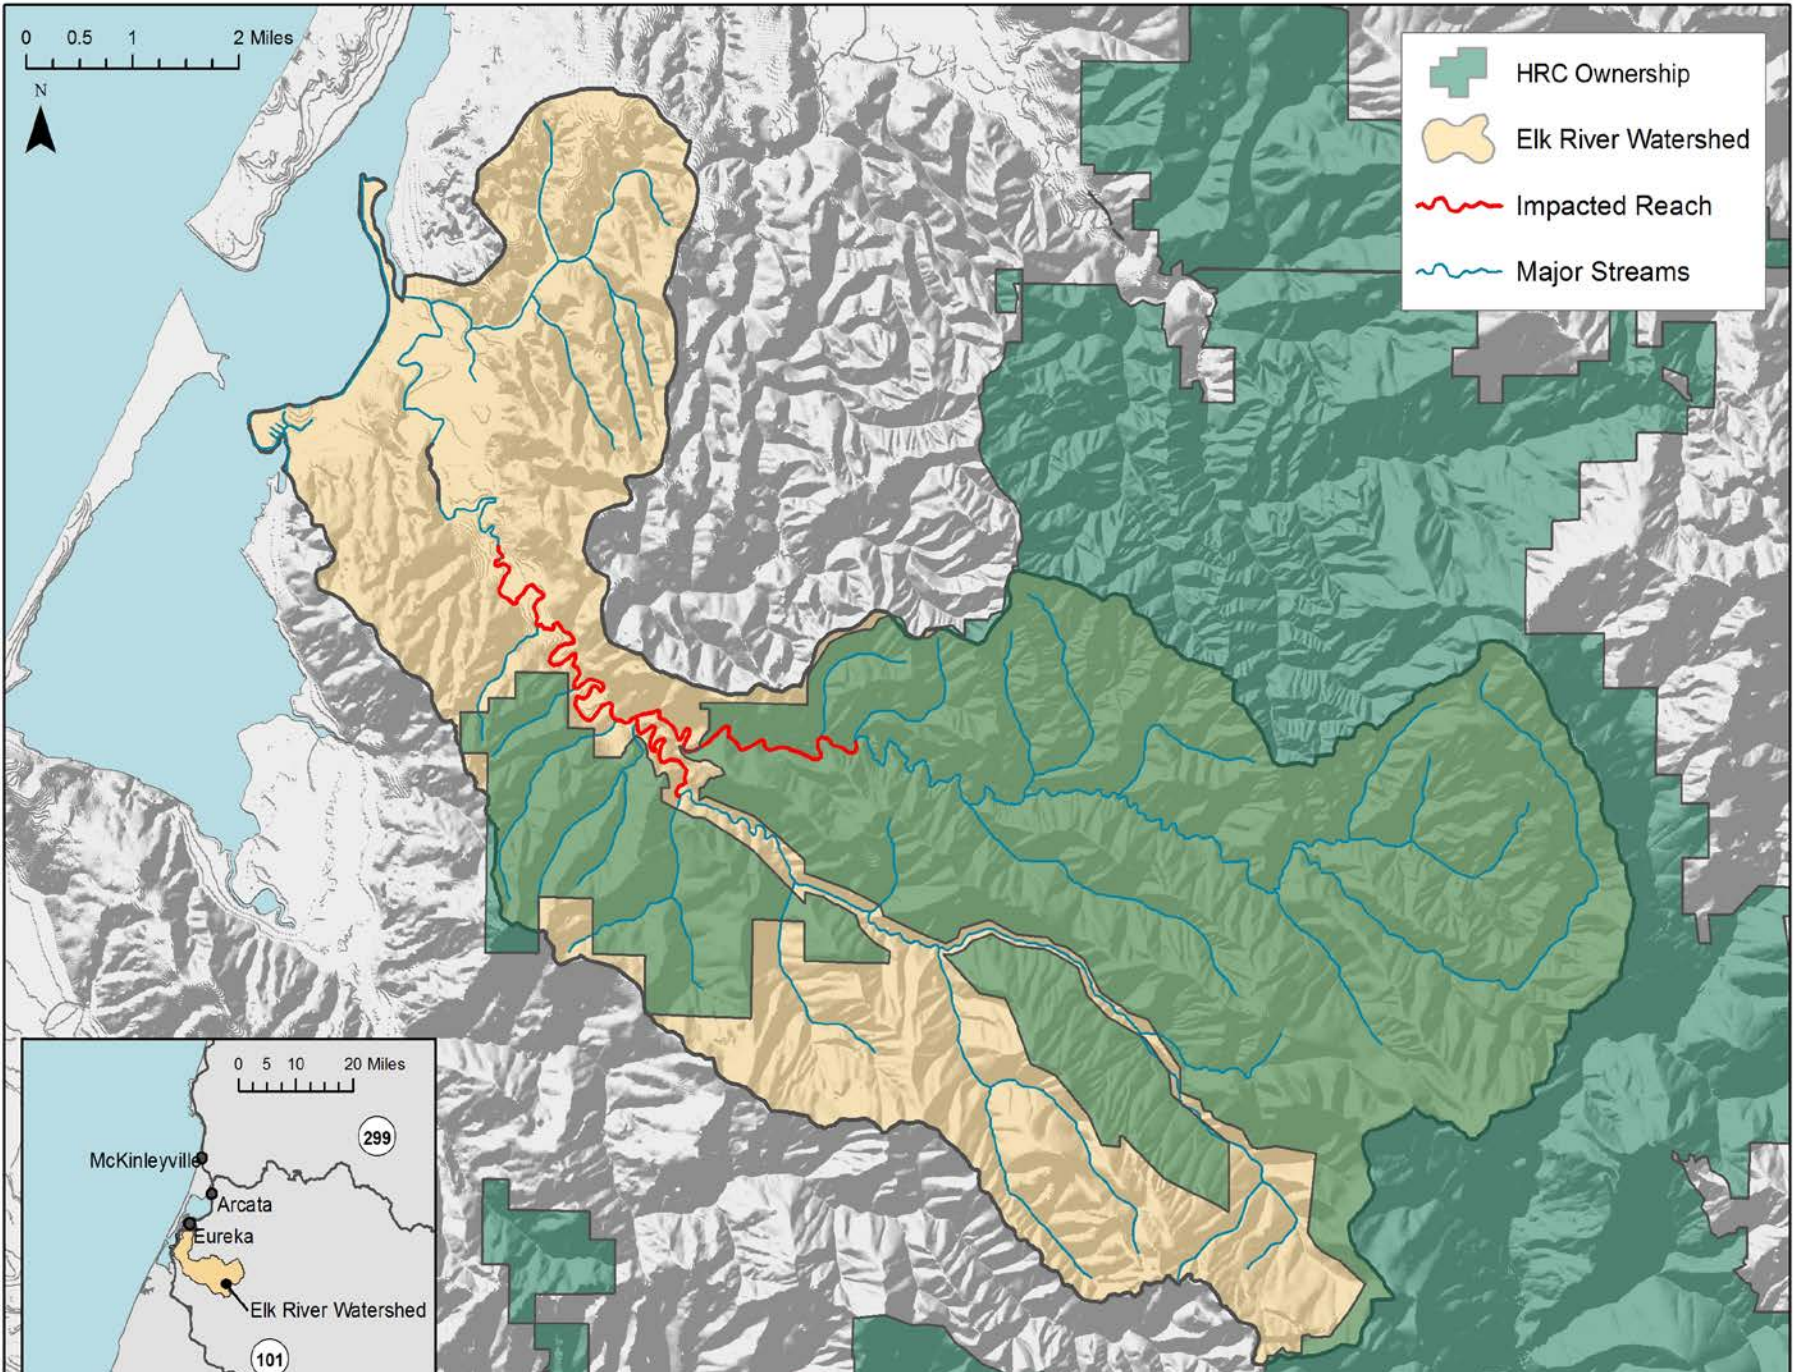 0 0.5 1 2 Miles
N
HRC Ownership
Elk River Watershed
Impacted Reach
Major Streams
0 5 10 20 Miles
299
McKinleyville
Arcata
Eureka
Elk River Watershed
101